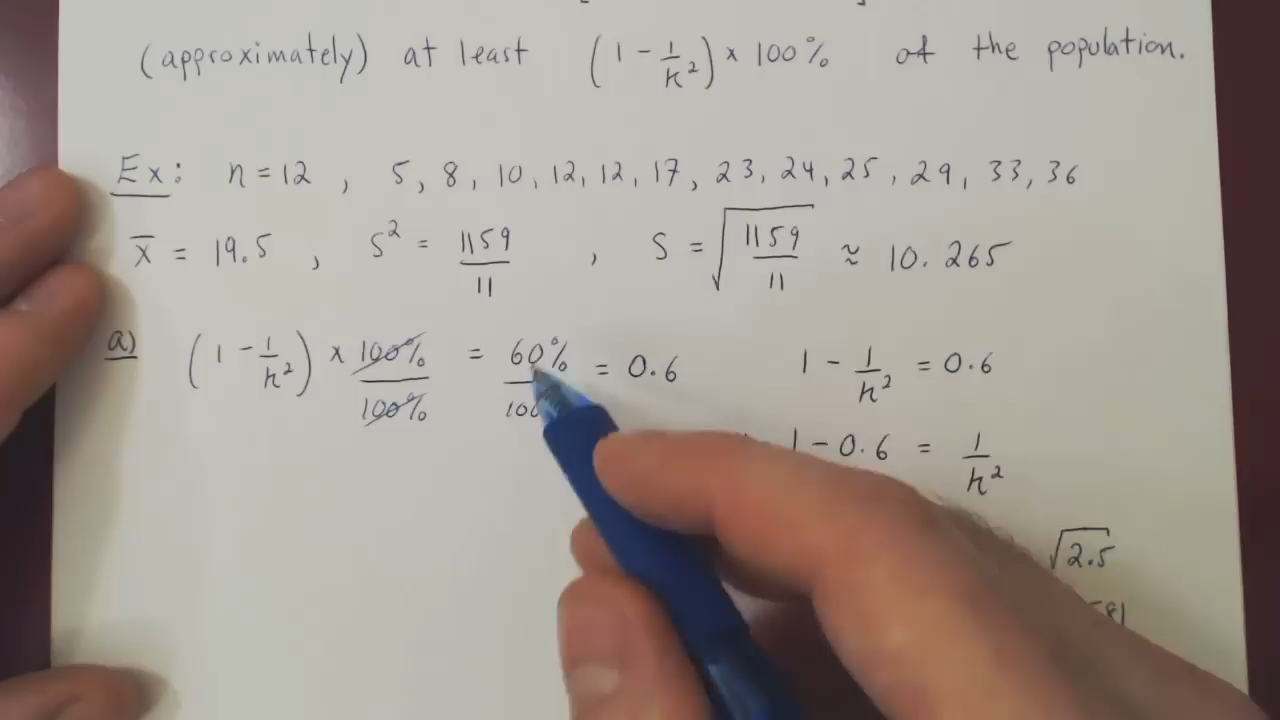 (approximately) at least (1 - 1/k²) × 100% of the population.
Ex: n = 12 , 5, 8, 10, 12, 12, 17, 23, 24, 25, 29, 33, 36
x̄ = 19.5 , S² = 1159/11 , S = √(1159/11) ≈ 10.265
a) (1 - 1/k²) × 100%/100% = 60%/100 = 0.6
1 - 1/k² = 0.6
1 - 0.6 = 1/k²
√2.5
581